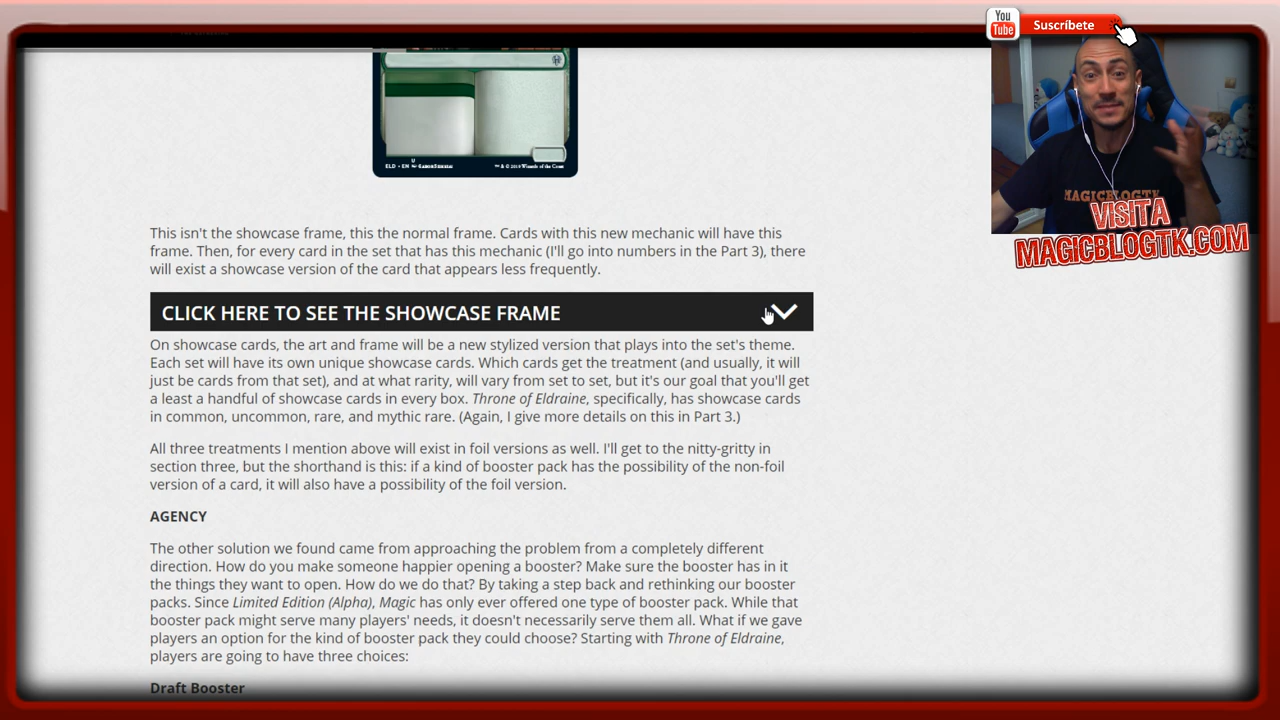 You
Tube
Suscríbete
ELD • EN
™ & © 2019 Wizards of the Coast
MAGICBLOGTK
VISITA
MAGICBLOGTK.COM
This isn't the showcase frame, this the normal frame. Cards with this new mechanic will have this
frame. Then, for every card in the set that has this mechanic (I'll go into numbers in the Part 3), there
will exist a showcase version of the card that appears less frequently.
CLICK HERE TO SEE THE SHOWCASE FRAME
On showcase cards, the art and frame will be a new stylized version that plays into the set's theme.
Each set will have its own unique showcase cards. Which cards get the treatment (and usually, it will
just be cards from that set), and at what rarity, will vary from set to set, but it's our goal that you'll get
a least a handful of showcase cards in every box. Throne of Eldraine, specifically, has showcase cards
in common, uncommon, rare, and mythic rare. (Again, I give more details on this in Part 3.)
All three treatments I mention above will exist in foil versions as well. I'll get to the nitty-gritty in
section three, but the shorthand is this: if a kind of booster pack has the possibility of the non-foil
version of a card, it will also have a possibility of the foil version.
AGENCY
The other solution we found came from approaching the problem from a completely different
direction. How do you make someone happier opening a booster? Make sure the booster has in it
the things they want to open. How do we do that? By taking a step back and rethinking our booster
packs. Since Limited Edition (Alpha), Magic has only ever offered one type of booster pack. While that
booster pack might serve many players' needs, it doesn't necessarily serve them all. What if we gave
players an option for the kind of booster pack they could choose? Starting with Throne of Eldraine,
players are going to have three choices:
Draft Booster